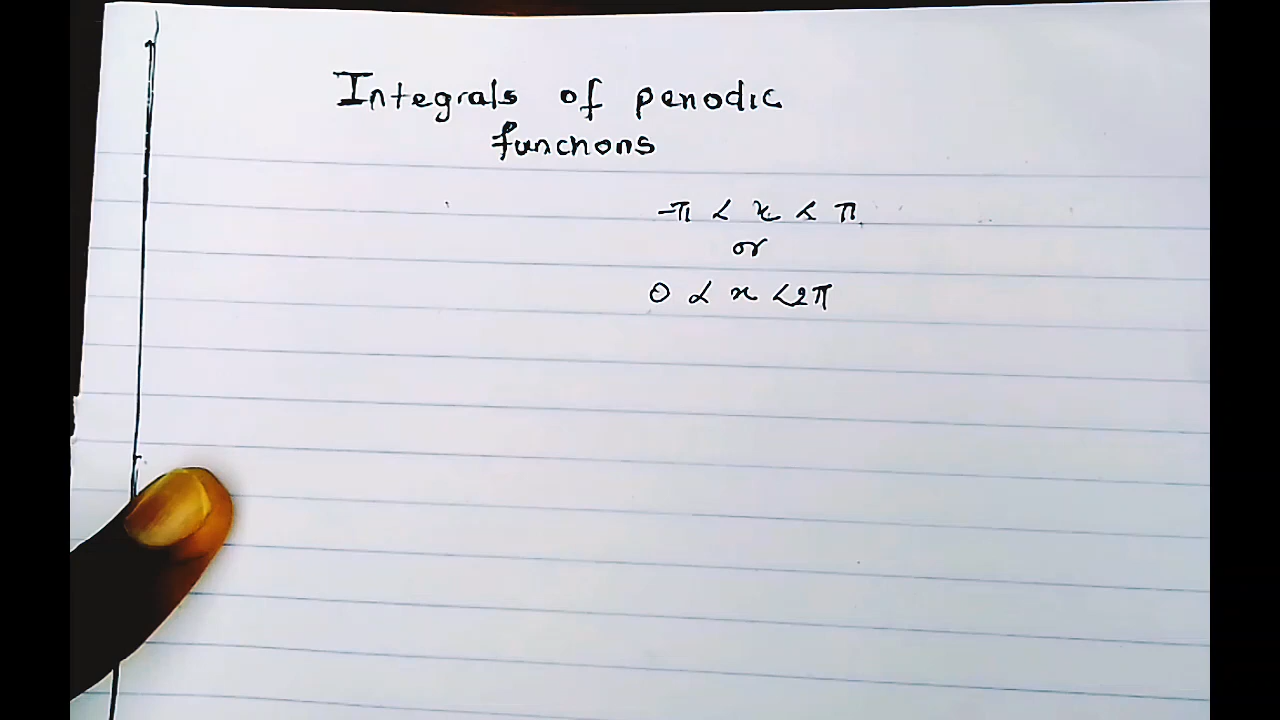 Integrals of periodic
functions
-π < x < π
or
0 < x < 2π